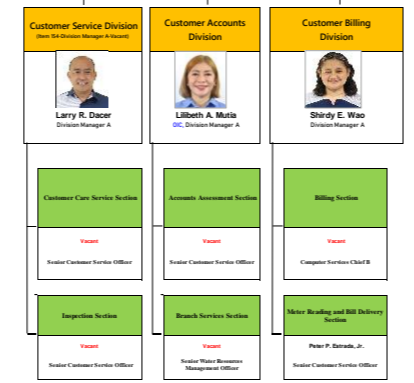 Customer Service Division
(Item 154-Division Manager A-Vacant)
Larry R. Dacer
Division Manager A
Customer Accounts
Division
Lilibeth A. Mutia
OIC, Division Manager A
Customer Billing
Division
Shirdy E. Wao
Division Manager A
Customer Care Service Section
Vacant
Senior Customer Service Officer
Accounts Assessment Section
Vacant
Senior Customer Service Officer
Billing Section
Vacant
Computer Services Chief B
Inspection Section
Vacant
Senior Customer Service Officer
Branch Services Section
Vacant
Senior Water Resources
Management Officer
Meter Reading and Bill Delivery
Section
Peter P. Estrada, Jr.
Senior Customer Service Officer